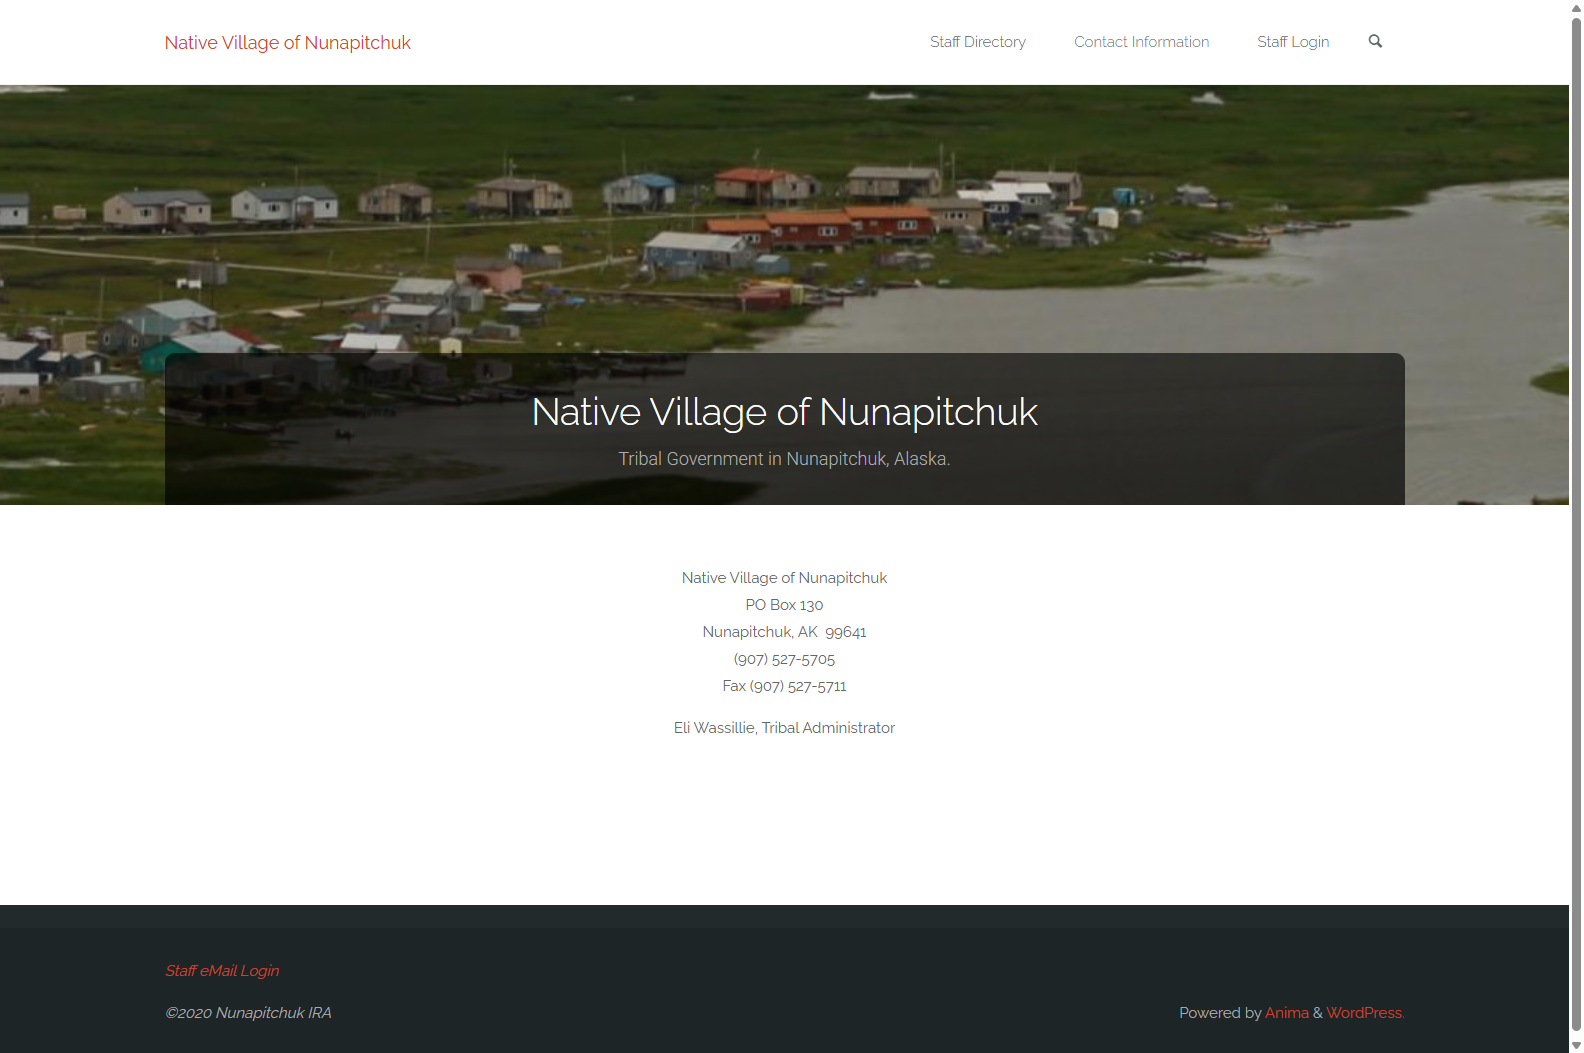 Native Village of Nunapitchuk
Staff Directory
Contact Information
Staff Login
Native Village of Nunapitchuk
Tribal Government in Nunapitchuk, Alaska.
Native Village of Nunapitchuk
PO Box 130
Nunapitchuk, AK  99641
(907) 527-5705
Fax (907) 527-5711
Eli Wassillie, Tribal Administrator
Staff eMail Login
©2020 Nunapitchuk IRA
Powered by Anima & WordPress.